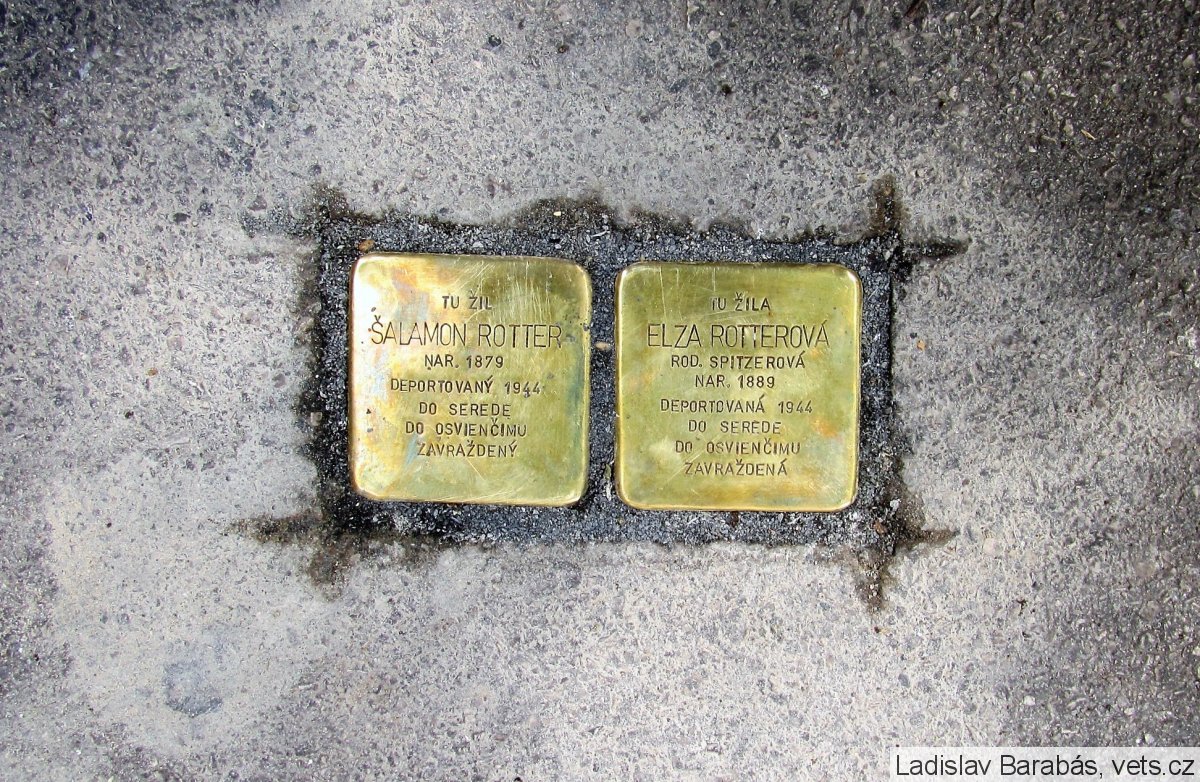 TU ŽIL
ŠALAMON ROTTER
NAR. 1879
DEPORTOVANÝ 1944
DO SEREDE
DO OSVIENČIMU
ZAVRAŽDENÝ
TU ŽILA
ELZA ROTTEROVÁ
ROD. SPITZEROVÁ
NAR. 1889
DEPORTOVANÁ 1944
DO SEREDE
DO OSVIENČIMU
ZAVRAŽDENÁ
Ladislav Barabás, vets.cz